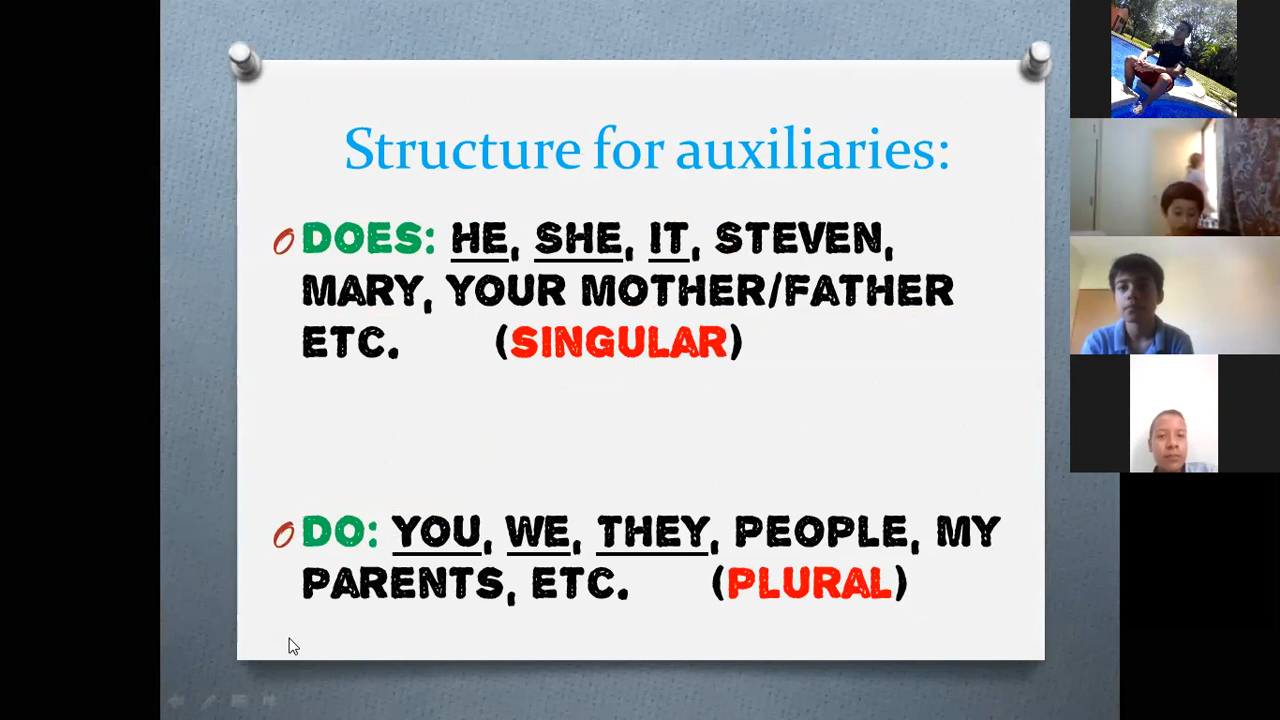 Structure for auxiliaries:
DOES: HE, SHE, IT, STEVEN,
MARY, YOUR MOTHER/FATHER
ETC. (SINGULAR)
DO: YOU, WE, THEY, PEOPLE, MY
PARENTS, ETC. (PLURAL)